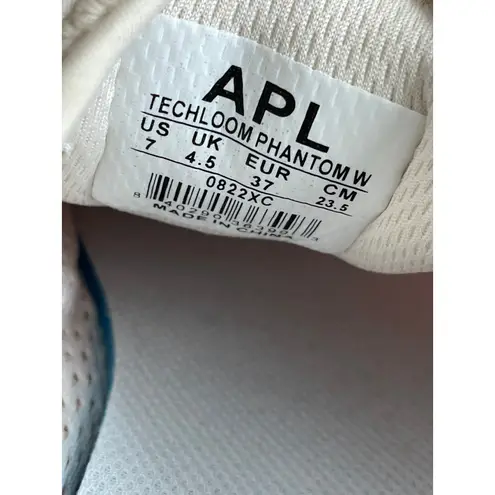 APL
TECHLOOM PHANTOM W
US UK EUR CM
7 4.5 37 23.5
0822XC
MADE IN CHINA